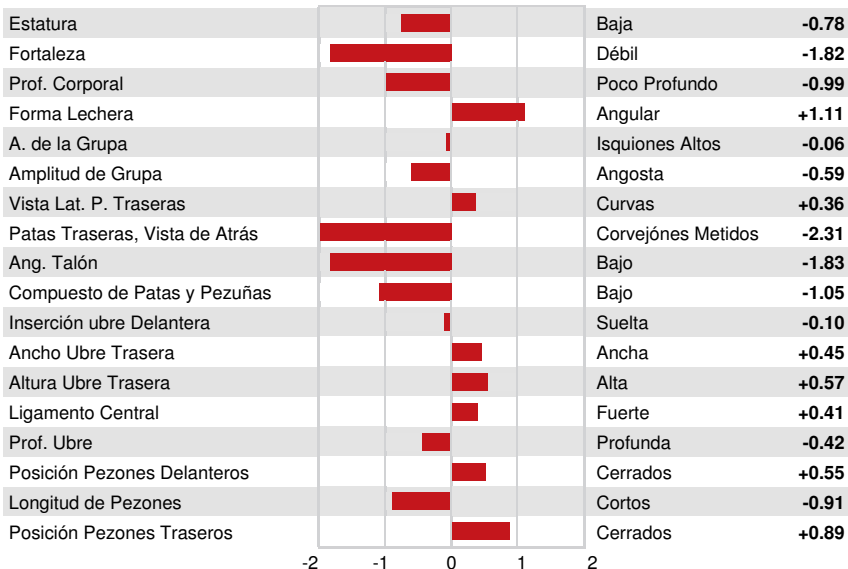 Estatura Baja -0.78
Fortaleza Débil -1.82
Prof. Corporal Poco Profundo -0.99
Forma Lechera Angular +1.11
A. de la Grupa Isquiones Altos -0.06
Amplitud de Grupa Angosta -0.59
Vista Lat. P. Traseras Curvas +0.36
Patas Traseras, Vista de Atrás Corvejónes Metidos -2.31
Ang. Talón Bajo -1.83
Compuesto de Patas y Pezuñas Bajo -1.05
Inserción ubre Delantera Suelta -0.10
Ancho Ubre Trasera Ancha +0.45
Altura Ubre Trasera Alta +0.57
Ligamento Central Fuerte +0.41
Prof. Ubre Profunda -0.42
Posición Pezones Delanteros Cerrados +0.55
Longitud de Pezones Cortos -0.91
Posición Pezones Traseros Cerrados +0.89
-2 -1 0 1 2